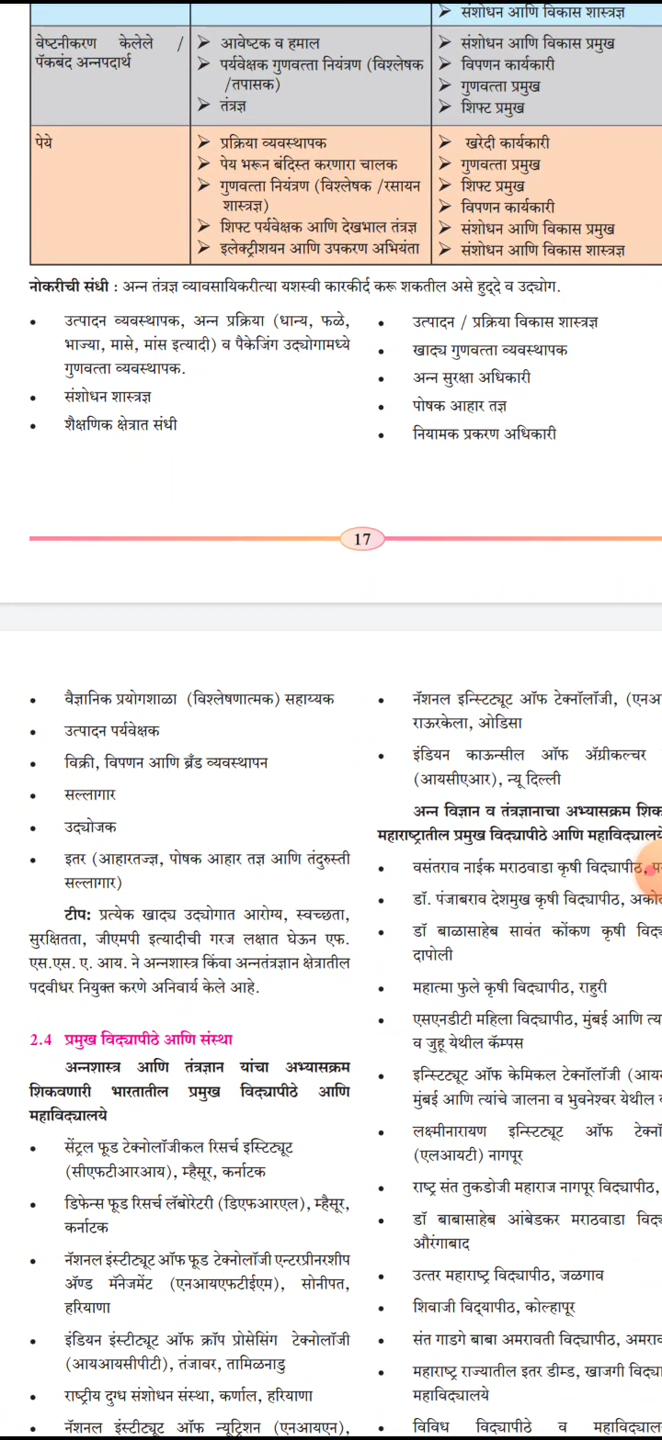 ➢ संशोधन आणि विकास शास्त्रज्ञ
वेष्टनीकरण केलेले /
पॅकबंद अन्नपदार्थ
➢ आवेष्टक व हमाल
➢ पर्यवेक्षक गुणवत्ता नियंत्रण (विश्लेषक
/तपासक)
➢ तंत्रज्ञ
➢ संशोधन आणि विकास प्रमुख
➢ विपणन कार्यकारी
➢ गुणवत्ता प्रमुख
➢ शिफ्ट प्रमुख
पेये
➢ प्रक्रिया व्यवस्थापक
➢ पेय भरून बंदिस्त करणारा चालक
➢ गुणवत्ता नियंत्रण (विश्लेषक /रसायन
शास्त्रज्ञ)
➢ शिफ्ट पर्यवेक्षक आणि देखभाल तंत्रज्ञ
➢ इलेक्ट्रीशयन आणि उपकरण अभियंता
➢ खरेदी कार्यकारी
➢ गुणवत्ता प्रमुख
➢ शिफ्ट प्रमुख
➢ विपणन कार्यकारी
➢ संशोधन आणि विकास प्रमुख
➢ संशोधन आणि विकास शास्त्रज्ञ
नोकरीची संधी : अन्न तंत्रज्ञ व्यावसायिकरीत्या यशस्वी कारकीर्द करू शकतील असे हुद्दे व उद्योग.
• उत्पादन व्यवस्थापक, अन्न प्रक्रिया (धान्य, फळे,
भाज्या, मासे, मांस इत्यादी) व पैकेजिंग उद्योगामध्ये
गुणवत्ता व्यवस्थापक.
• संशोधन शास्त्रज्ञ
• शैक्षणिक क्षेत्रात संधी
• उत्पादन / प्रक्रिया विकास शास्त्रज्ञ
• खाद्य गुणवत्ता व्यवस्थापक
• अन्न सुरक्षा अधिकारी
• पोषक आहार तज्ञ
• नियामक प्रकरण अधिकारी
17
• वैज्ञानिक प्रयोगशाळा (विश्लेषणात्मक) सहाय्यक
• उत्पादन पर्यवेक्षक
• विक्री, विपणन आणि ब्रँड व्यवस्थापन
• सल्लागार
• उद्योजक
• इतर (आहारतज्ज्ञ, पोषक आहार तज्ञ आणि तंदुरुस्ती
सल्लागार)
टीप: प्रत्येक खाद्य उद्योगात आरोग्य, स्वच्छता,
सुरक्षितता, जीएमपी इत्यादीची गरज लक्षात घेऊन एफ.
एस.एस. ए. आय. ने अन्नशास्त्र किंवा अन्नतंत्रज्ञान क्षेत्रातील
पदवीधर नियुक्त करणे अनिवार्य केले आहे.
2.4 प्रमुख विद्यापीठे आणि संस्था
अन्नशास्त्र आणि तंत्रज्ञान यांचा अभ्यासक्रम
शिकवणारी भारतातील प्रमुख विद्यापीठे आणि
महाविद्यालये
• सेंट्रल फूड टेक्नोलॉजीकल रिसर्च इस्टिट्यूट
(सीएफटीआरआय), म्हैसूर, कर्नाटक
• डिफेन्स फूड रिसर्च लॅबोरेटरी (डिएफआरएल), म्हैसूर,
कर्नाटक
• नॅशनल इंस्टीट्यूट ऑफ फूड टेक्नोलॉजी एन्टरप्रीनरशीप
अ‍ॅण्ड मॅनेजमेंट (एनआयएफटीईएम), सोनीपत,
हरियाणा
• इंडियन इंस्टीट्यूट ऑफ क्रॉप प्रोसेसिंग टेक्नोलॉजी
(आयआयसीपीटी), तंजावर, तामिळनाडु
• राष्ट्रीय दुग्ध संशोधन संस्था, कर्णाल, हरियाणा
• नॅशनल इंस्टीट्यूट ऑफ न्यूट्रिशन (एनआयएन),
• नॅशनल इन्स्टिट्यूट ऑफ टेक्नॉलॉजी, (एनआ
राऊरकेला, ओडिसा
• इंडियन काऊन्सील ऑफ अ‍ॅग्रीकल्चर
(आयसीएआर), न्यू दिल्ली
अन्न विज्ञान व तंत्रज्ञानाचा अभ्यासक्रम शिक
महाराष्ट्रातील प्रमुख विद्यापीठे आणि महाविद्यालये
• वसंतराव नाईक मराठवाडा कृषी विद्यापीठ,
• डॉ. पंजाबराव देशमुख कृषी विद्यापीठ, अको
• डॉ बाळासाहेब सावंत कोंकण कृषी विद्य
दापोली
• महात्मा फुले कृषी विद्यापीठ, राहुरी
• एसएनडीटी महिला विद्यापीठ, मुंबई आणि त्य
व जुहू येथील कॅम्पस
• इन्स्टिट्यूट ऑफ केमिकल टेक्नॉलॉजी (आय
मुंबई आणि त्यांचे जालना व भुवनेश्वर येथील
• लक्ष्मीनारायण इन्स्टिट्यूट ऑफ टेक्नॉ
(एलआयटी) नागपूर
• राष्ट्र संत तुकडोजी महाराज नागपूर विद्यापीठ,
• डॉ बाबासाहेब आंबेडकर मराठवाडा विद्य
औरंगाबाद
• उत्तर महाराष्ट्र विद्यापीठ, जळगाव
• शिवाजी विद्‌यापीठ, कोल्हापूर
• संत गाडगे बाबा अमरावती विद्यापीठ, अमराव
• महाराष्ट्र राज्यातील इतर डीम्ड, खाजगी विद्या
महाविद्यालये
• विविध विद्यापीठे व महाविद्याल